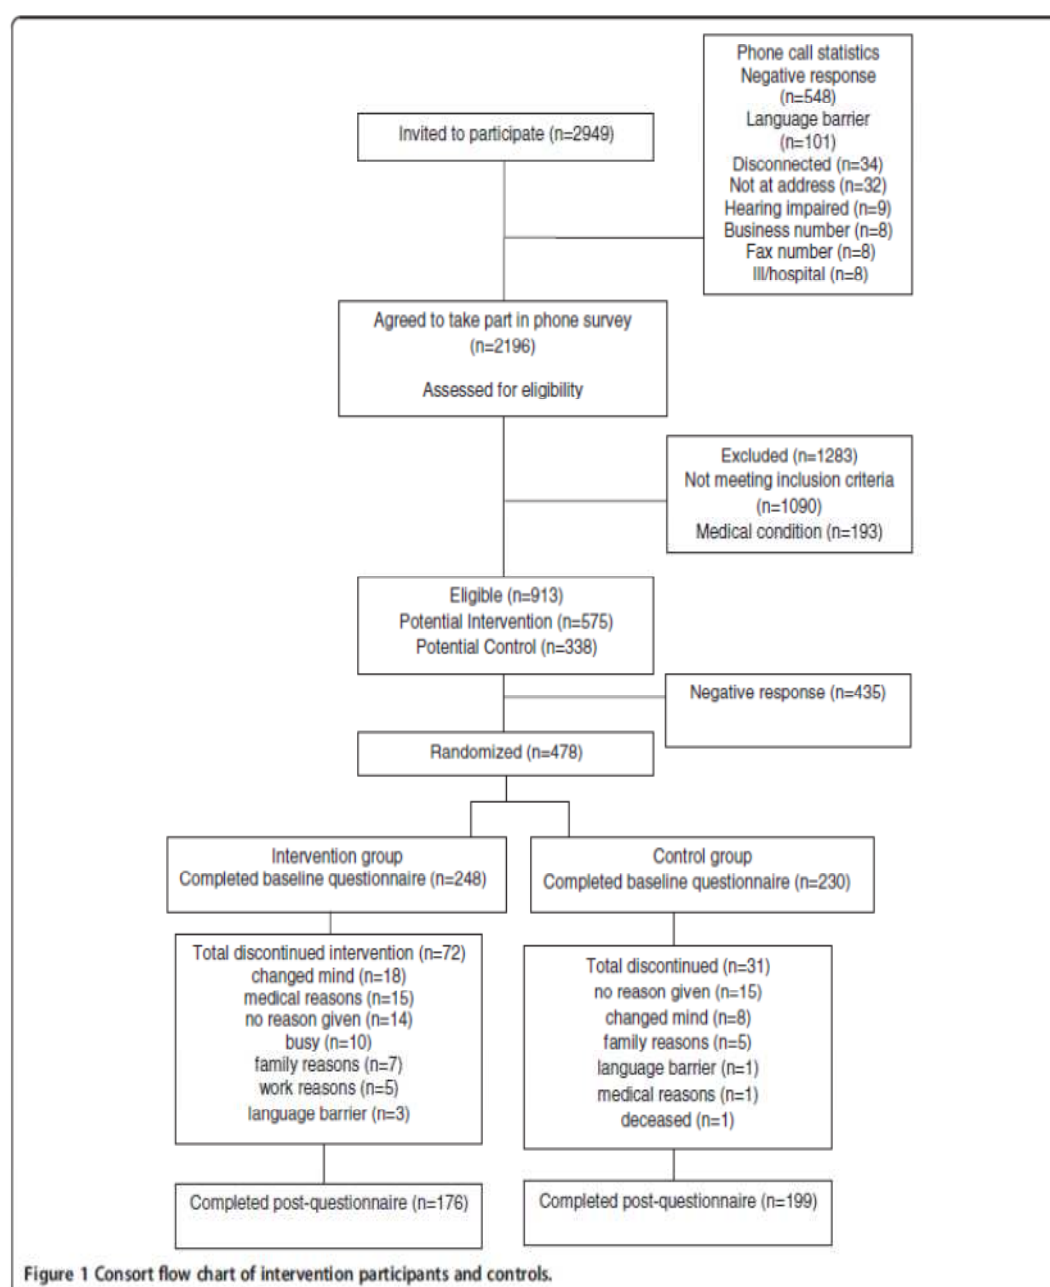 Invited to participate (n=2949)
Phone call statistics
Negative response
(n=548)
Language barrier
(n=101)
Disconnected (n=34)
Not at address (n=32)
Hearing impaired (n=9)
Business number (n=8)
Fax number (n=8)
Ill/hospital (n=8)
Agreed to take part in phone survey
(n=2196)
Assessed for eligibility
Excluded (n=1283)
Not meeting inclusion criteria
(n=1090)
Medical condition (n=193)
Eligible (n=913)
Potential Intervention (n=575)
Potential Control (n=338)
Negative response (n=435)
Randomized (n=478)
Intervention group
Completed baseline questionnaire (n=248)
Control group
Completed baseline questionnaire (n=230)
Total discontinued intervention (n=72)
changed mind (n=18)
medical reasons (n=15)
no reason given (n=14)
busy (n=10)
family reasons (n=7)
work reasons (n=5)
language barrier (n=3)
Total discontinued (n=31)
no reason given (n=15)
changed mind (n=8)
family reasons (n=5)
language barrier (n=1)
medical reasons (n=1)
deceased (n=1)
Completed post-questionnaire (n=176)
Completed post-questionnaire (n=199)
Figure 1 Consort flow chart of intervention participants and controls.